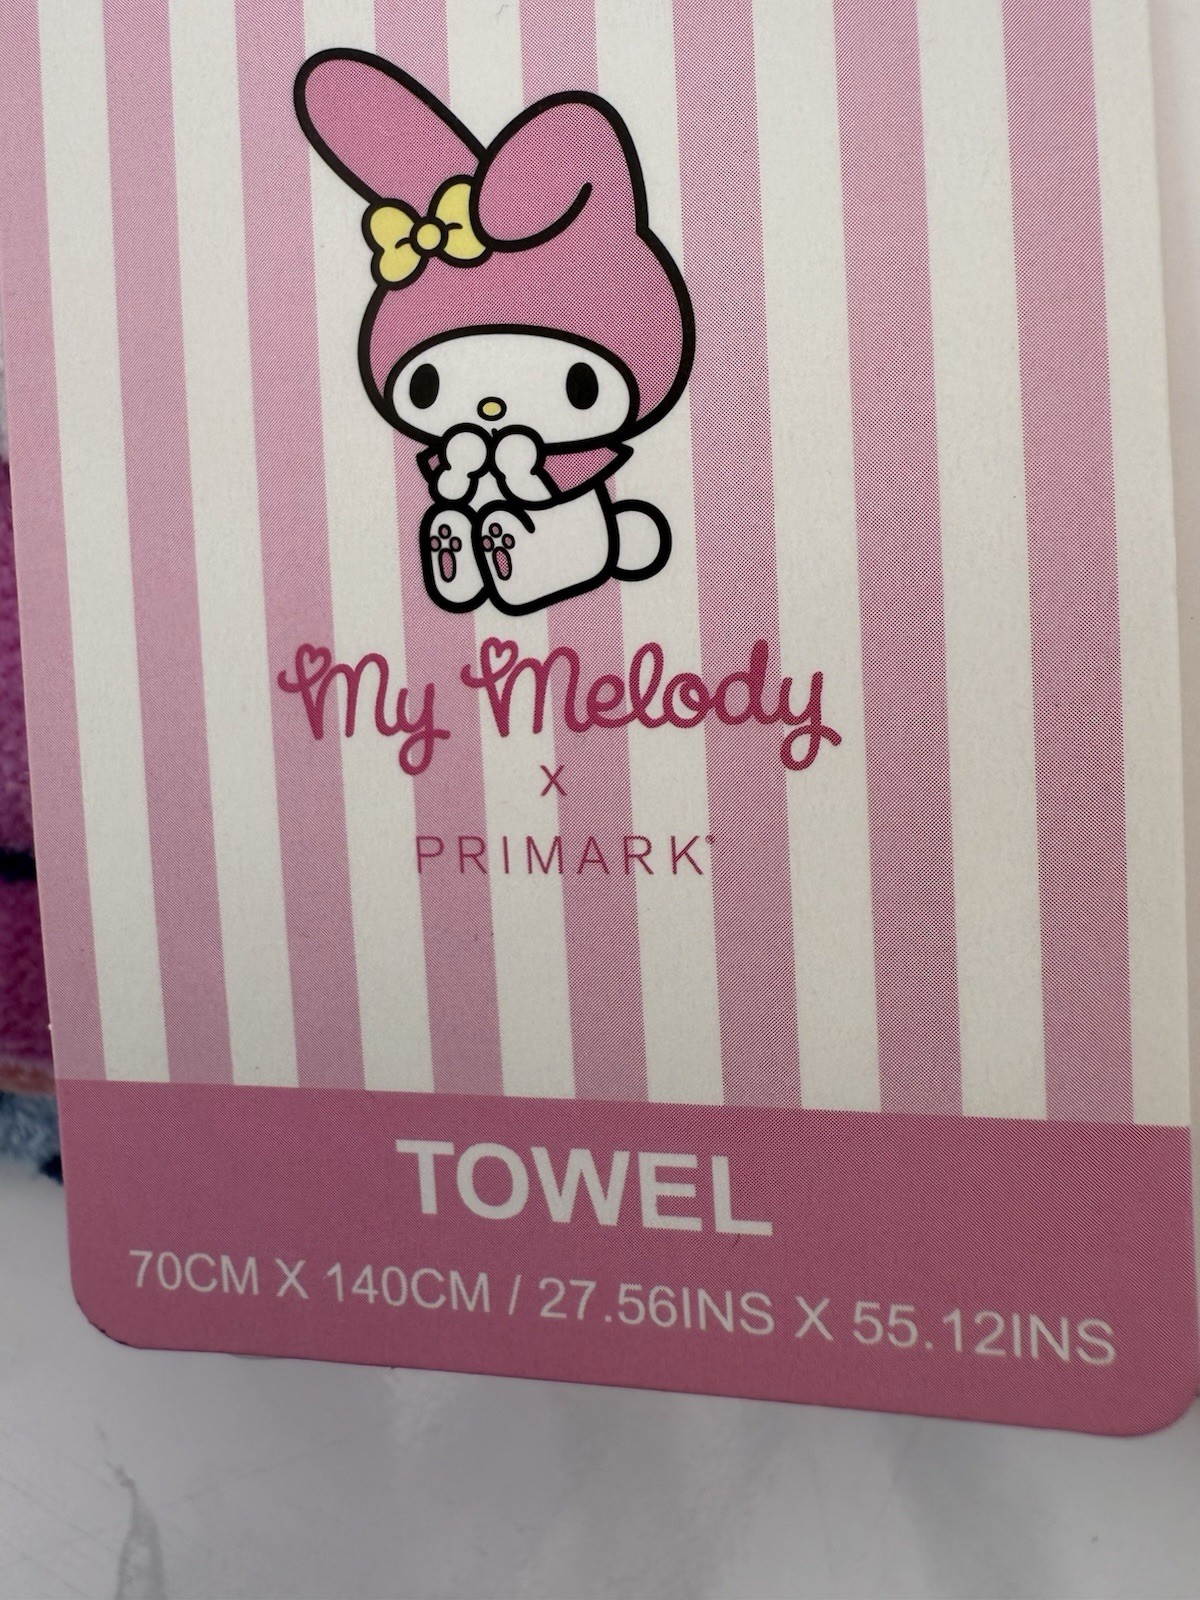 My Melody
X
PRIMARK®
TOWEL
70CM X 140CM / 27.56INS X 55.12INS